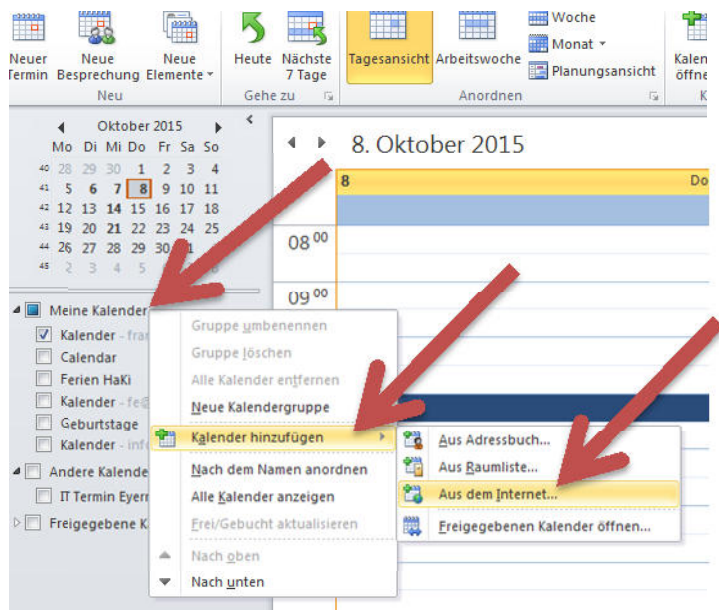 Neuer Termin
Neue Besprechung
Neue Elemente
Neu
Heute
Nächste 7 Tage
Gehe zu
Tagesansicht
Arbeitswoche
Woche
Monat
Planungsansicht
Anordnen
Oktober 2015
Mo Di Mi Do Fr Sa So
40 28 29 30 1 2 3 4
41 5 6 7 8 9 10 11
42 12 13 14 15 16 17 18
43 19 20 21 22 23 24 25
44 26 27 28 29 30
45 2 3 4 5
8. Oktober 2015
8 Do
08 00
09 00
Meine Kalender
Kalender -
Calendar
Ferien HaKi
Kalender - fe@
Geburtstage
Kalender - info
Andere Kalende
IT Termin Eyerr
Freigegebene K
Gruppe umbenennen
Gruppe löschen
Alle Kalender entfernen
Neue Kalendergruppe
Kalender hinzufügen
Nach dem Namen anordnen
Alle Kalender anzeigen
Frei/Gebucht aktualisieren
Nach oben
Nach unten
Aus Adressbuch...
Aus Raumliste...
Aus dem Internet...
Freigegebenen Kalender öffnen...